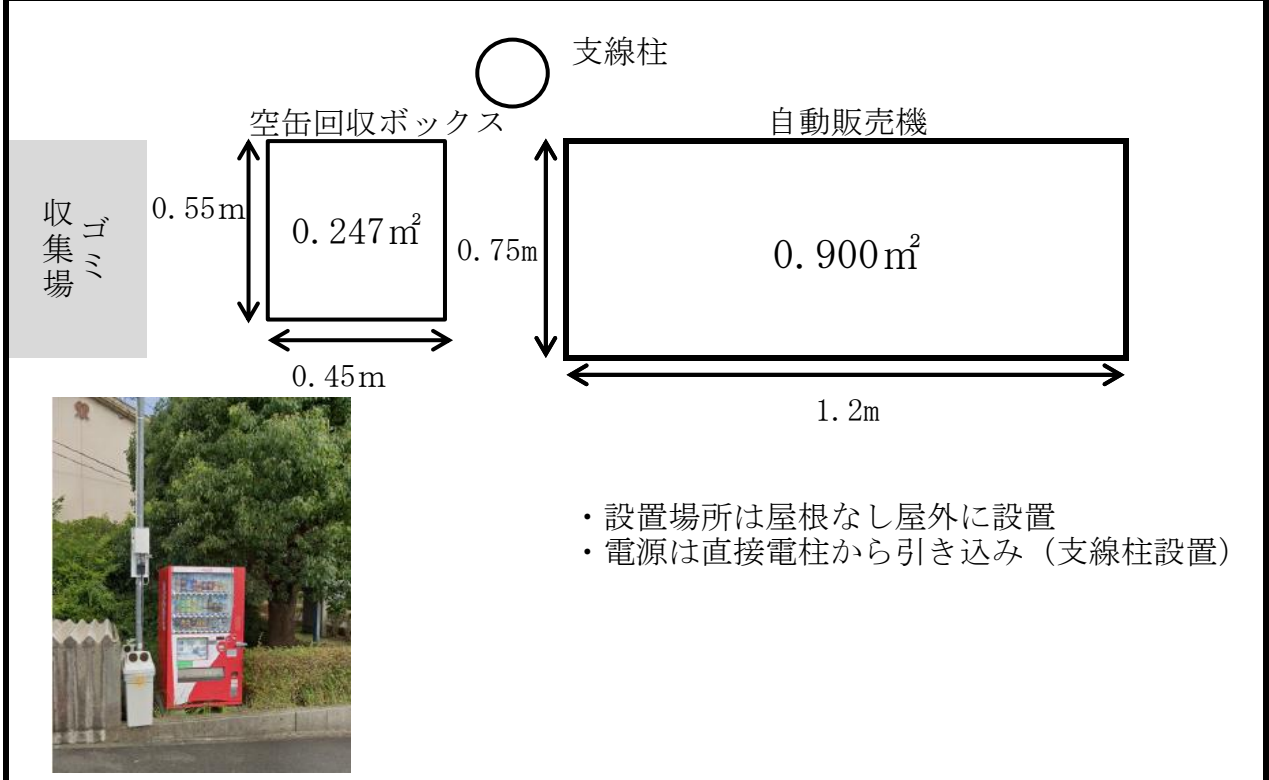 支線柱
空缶回収ボックス
自動販売機
ゴミ
収集場
0.55m
0.247㎡
0.75m
0.900㎡
0.45m
1.2m
・設置場所は屋根なし屋外に設置
・電源は直接電柱から引き込み（支線柱設置）